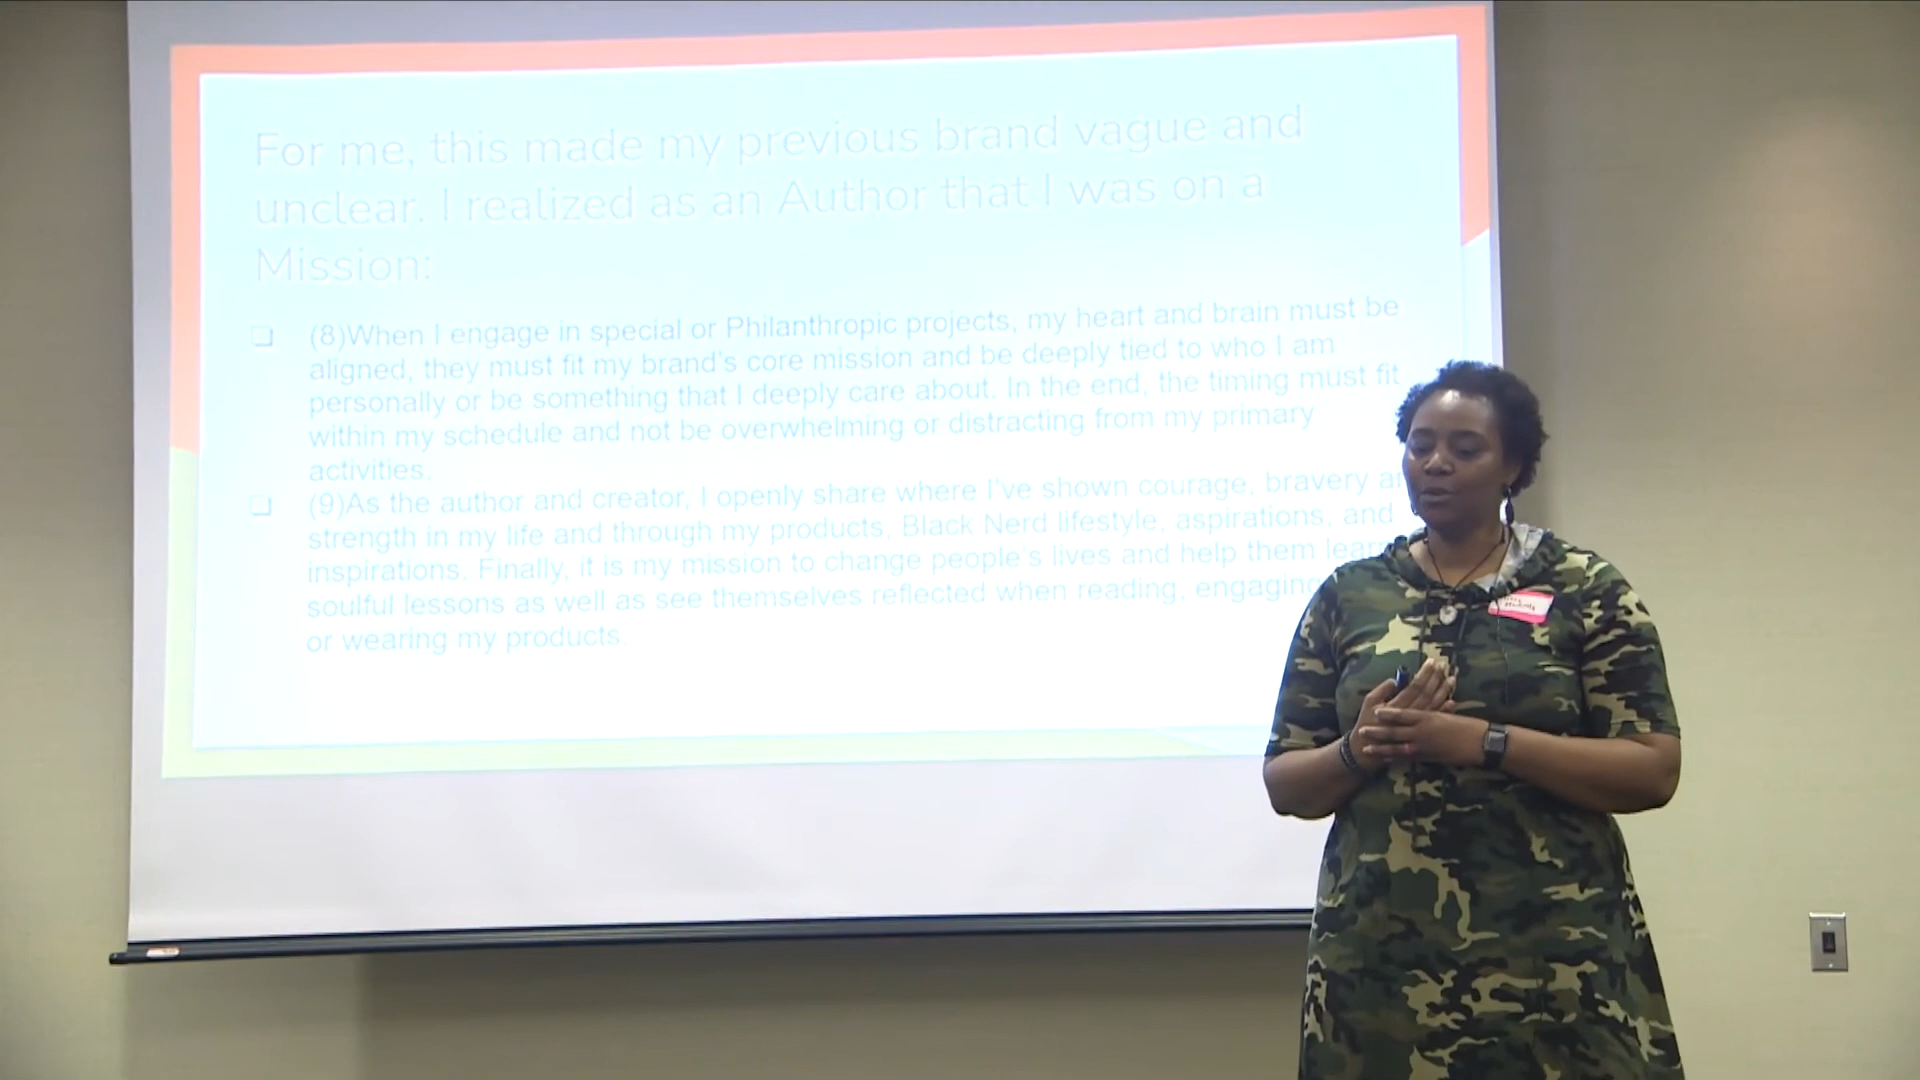 For me, this made my previous brand vague and
unclear. I realized as an Author that I was on a
Mission:
(8)When I engage in special or Philanthropic projects, my heart and brain must be
aligned, they must fit my brand's core mission and be deeply tied to who I am
personally or be something that I deeply care about. In the end, the timing must fit
within my schedule and not be overwhelming or distracting from my primary
activities.
(9)As the author and creator, I openly share where I've shown courage, bravery
strength in my life and through my products, Black Nerd lifestyle, aspirations, and
inspirations. Finally, it is my mission to change people's lives and help them learn
soulful lessons as well as see themselves reflected when reading, engaging
or wearing my products.